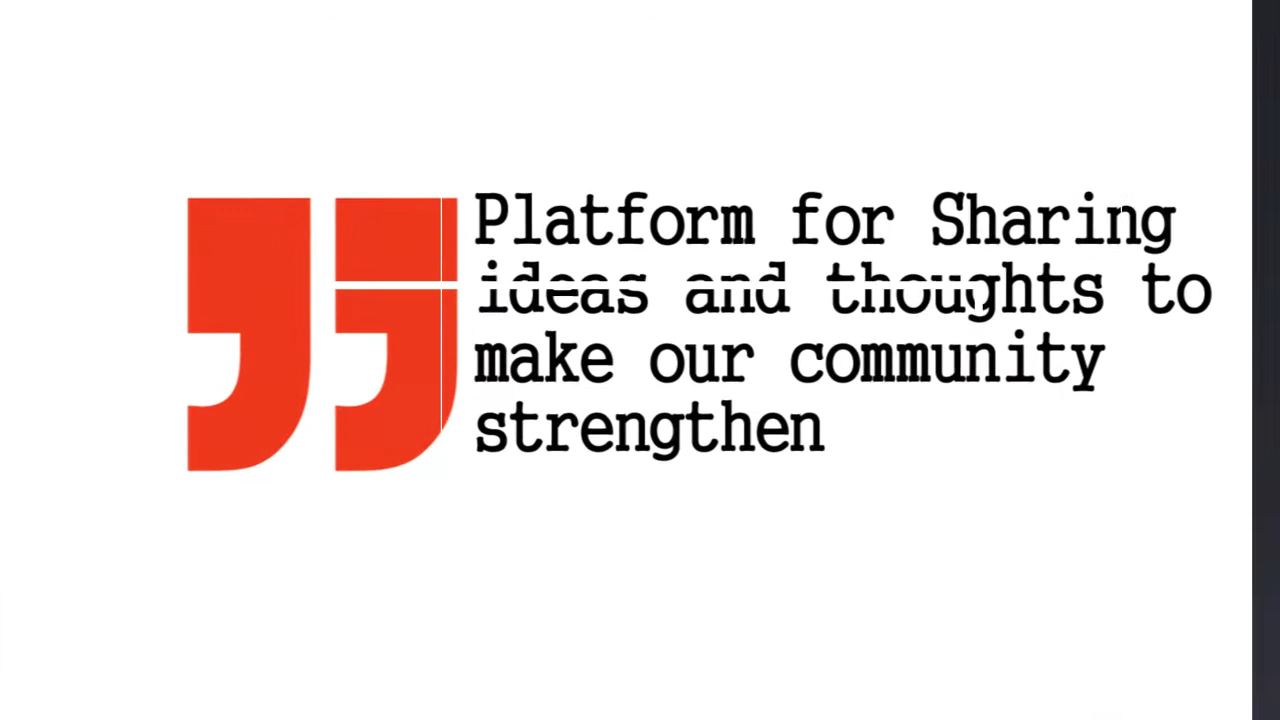 Platform for Sharing
ideas and thoughts to
make our community
strengthen